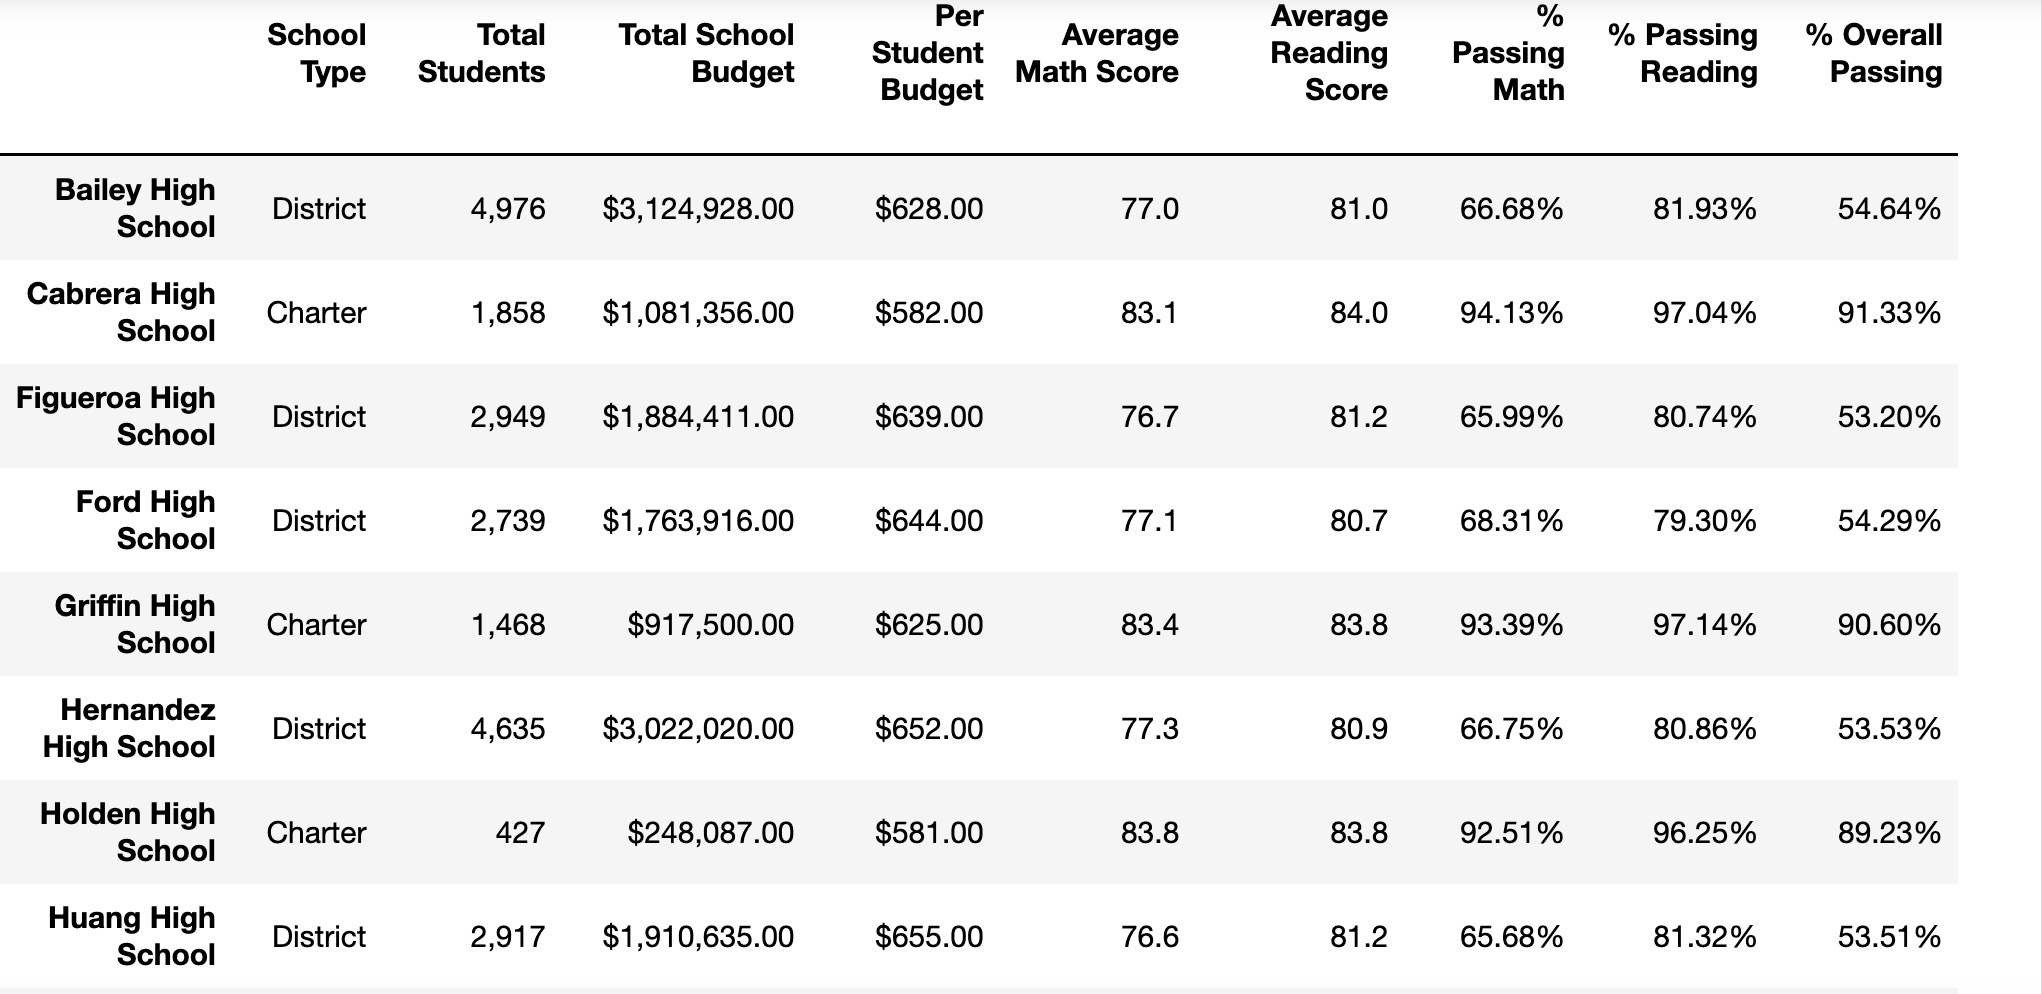 School Type Total Students Total School Budget Per Student Budget Average Math Score Average Reading Score % Passing Math % Passing Reading % Overall Passing
Bailey High School District 4,976 $3,124,928.00 $628.00 77.0 81.0 66.68% 81.93% 54.64%
Cabrera High School Charter 1,858 $1,081,356.00 $582.00 83.1 84.0 94.13% 97.04% 91.33%
Figueroa High School District 2,949 $1,884,411.00 $639.00 76.7 81.2 65.99% 80.74% 53.20%
Ford High School District 2,739 $1,763,916.00 $644.00 77.1 80.7 68.31% 79.30% 54.29%
Griffin High School Charter 1,468 $917,500.00 $625.00 83.4 83.8 93.39% 97.14% 90.60%
Hernandez High School District 4,635 $3,022,020.00 $652.00 77.3 80.9 66.75% 80.86% 53.53%
Holden High School Charter 427 $248,087.00 $581.00 83.8 83.8 92.51% 96.25% 89.23%
Huang High School District 2,917 $1,910,635.00 $655.00 76.6 81.2 65.68% 81.32% 53.51%